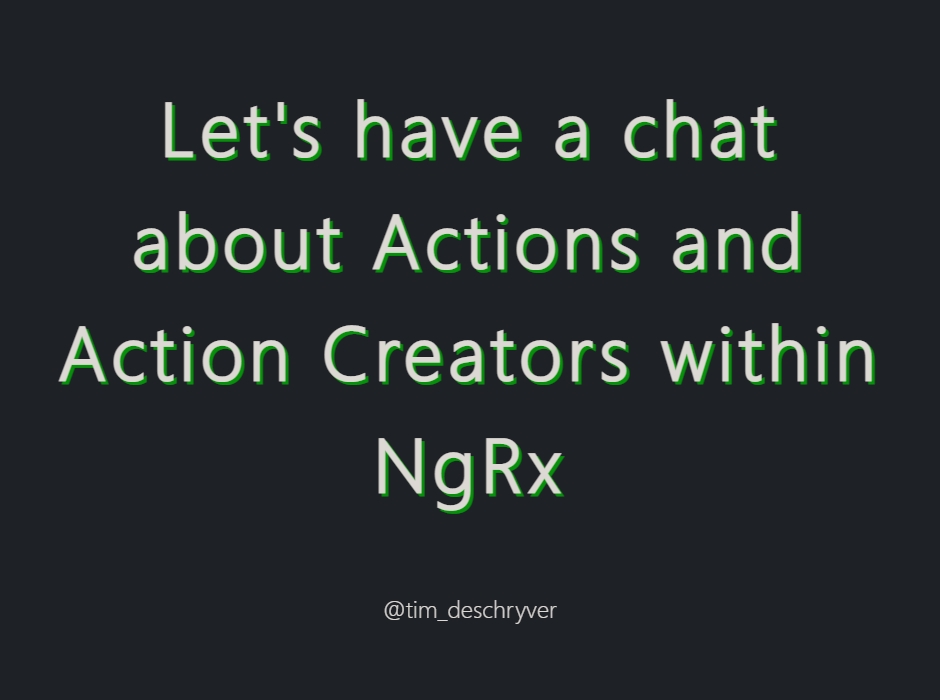 Let's have a chat
about Actions and
Action Creators within
NgRx
@tim_deschryver